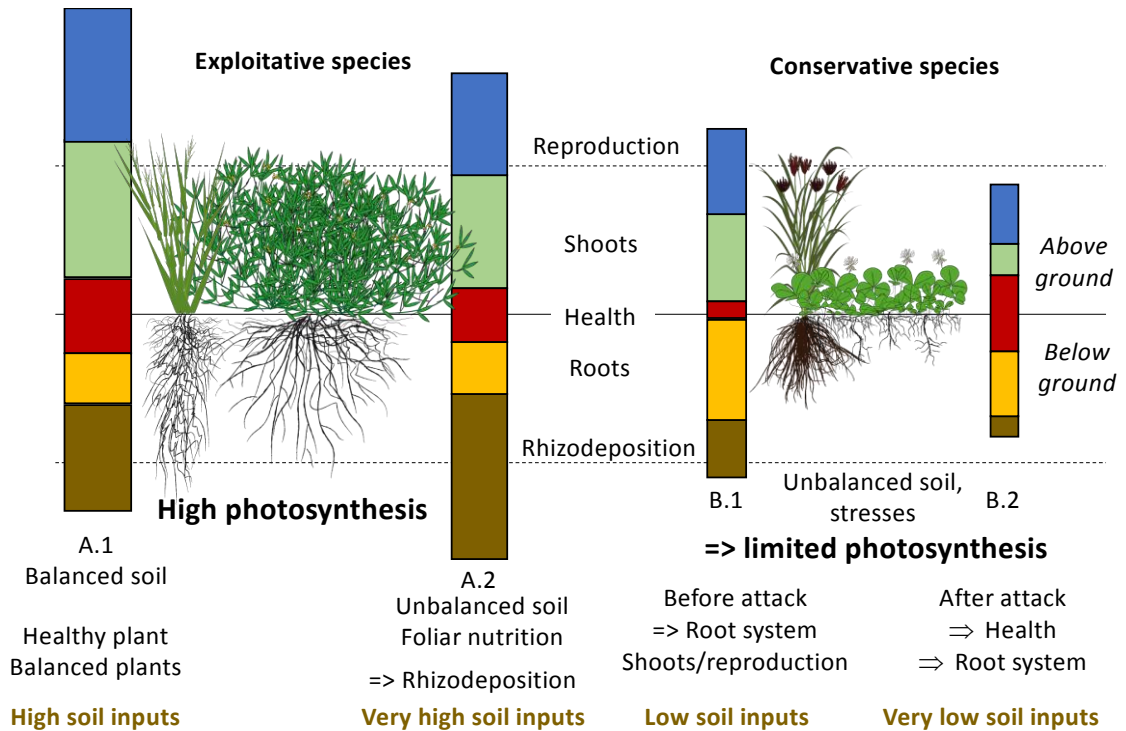 Exploitative species
Conservative species
Reproduction
Shoots
Health
Roots
Rhizodeposition
Above
ground
Below
ground
High photosynthesis
A.1
Balanced soil
Healthy plant
Balanced plants
High soil inputs
A.2
Unbalanced soil
Foliar nutrition
=> Rhizodeposition
Very high soil inputs
B.1
Unbalanced soil,
stresses
B.2
=> limited photosynthesis
Before attack
=> Root system
Shoots/reproduction
Low soil inputs
After attack
⇒ Health
⇒ Root system
Very low soil inputs